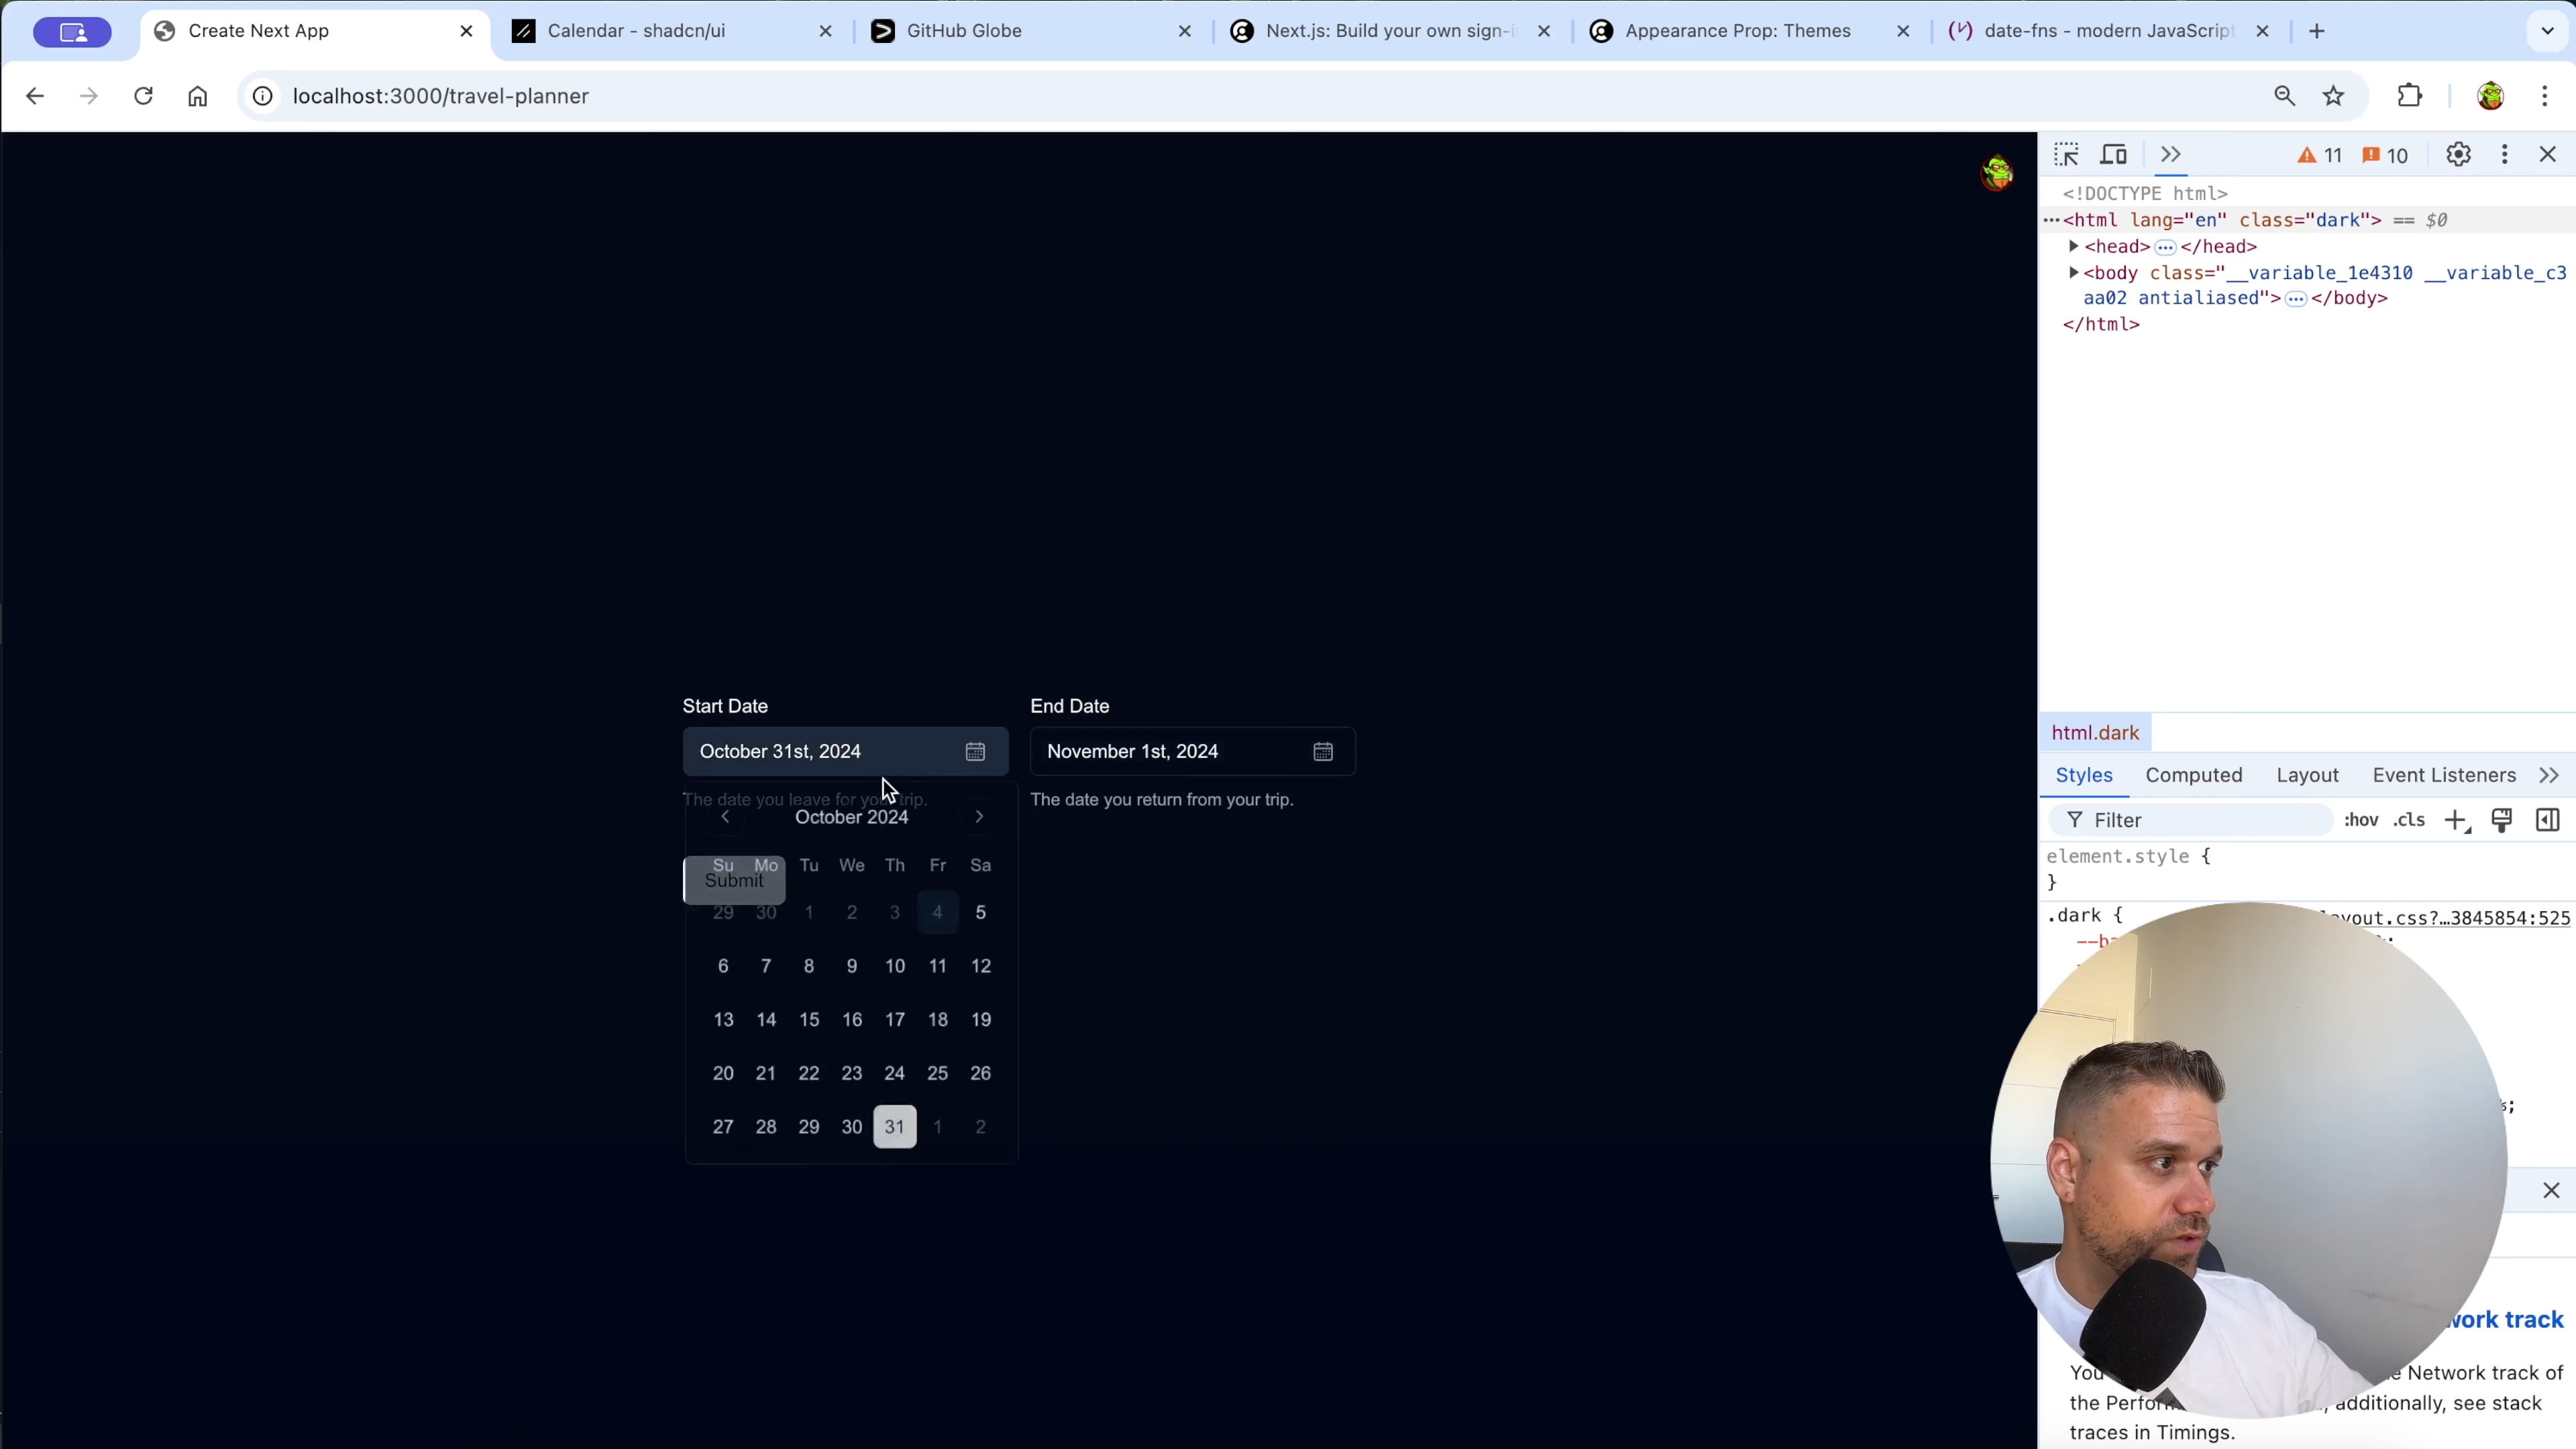 Create Next App
Calendar - shadcn/ui
GitHub Globe
Next.js: Build your own sign-i
Appearance Prop: Themes
date-fns - modern JavaScript
localhost:3000/travel-planner
11
10
<!DOCTYPE html>
<html lang="en" class="dark"> == $0
<head> </head>
<body class="__variable_1e4310 __variable_c3
aa02 antialiased"> </body>
</html>
Start Date
End Date
October 31st, 2024
November 1st, 2024
The date you leave for your trip.
The date you return from your trip.
October 2024
Su Mo Tu We Th Fr Sa
Submit
29 30 1 2 3 4 5
6 7 8 9 10 11 12
13 14 15 16 17 18 19
20 21 22 23 24 25 26
27 28 29 30 31 1 2
html.dark
Styles Computed Layout Event Listeners
Filter :hov .cls
element.style {
}
.dark { layout.css?…3845854:525
work track
Network track of
additionally, see stack
traces in Timings.